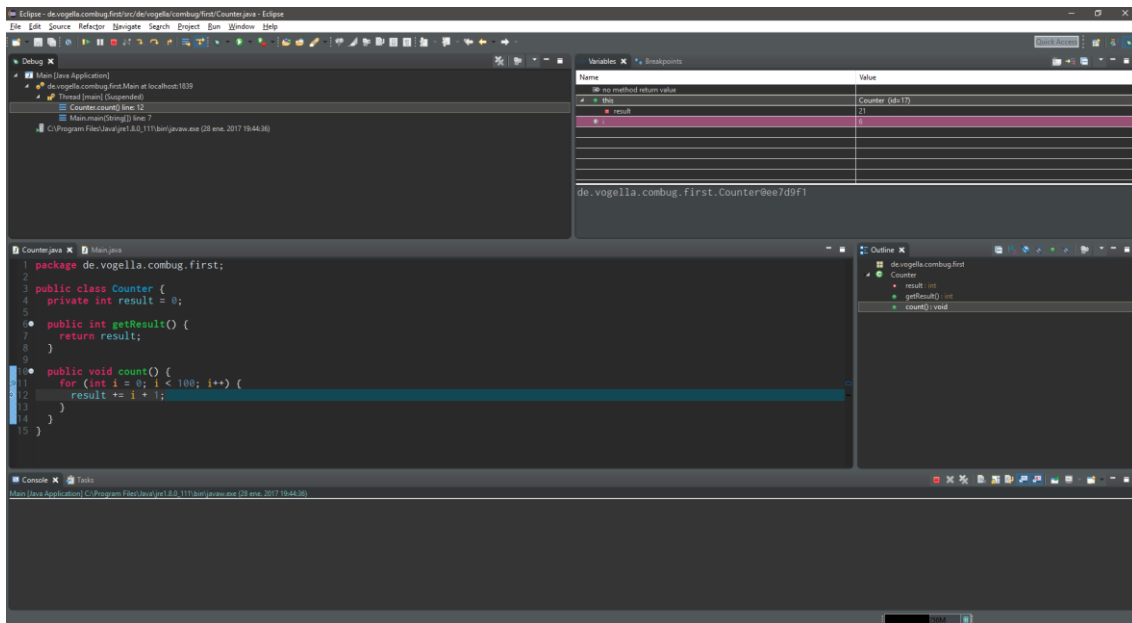 Eclipse - de.vogella.combug.first/src/de/vogella/combug/first/Counter.java - Eclipse
File Edit Source Refactor Navigate Search Project Run Window Help
Quick Access
Debug
Main [Java Application]
de.vogella.combug.first.Main at localhost:1839
Thread [main] (Suspended)
Counter.count() line: 12
Main.main(String[]) line: 7
C:\Program Files\Java\jre1.8.0_111\bin\javaw.exe (28 ene. 2017 19:44:36)
Variables Breakpoints
Name Value
no method return value
this Counter (id=17)
result 21
i 6
de.vogella.combug.first.Counter@ee7d9f1
Counter.java Main.java
1 package de.vogella.combug.first;
2
3 public class Counter {
4 private int result = 0;
5
6 public int getResult() {
7 return result;
8 }
9
10 public void count() {
11 for (int i = 0; i < 100; i++) {
12 result += i + 1;
13 }
14 }
15 }
Outline
de.vogella.combug.first
Counter
result : int
getResult() : int
count() : void
Console Tasks
Main [Java Application] C:\Program Files\Java\jre1.8.0_111\bin\javaw.exe (28 ene. 2017 19:44:36)